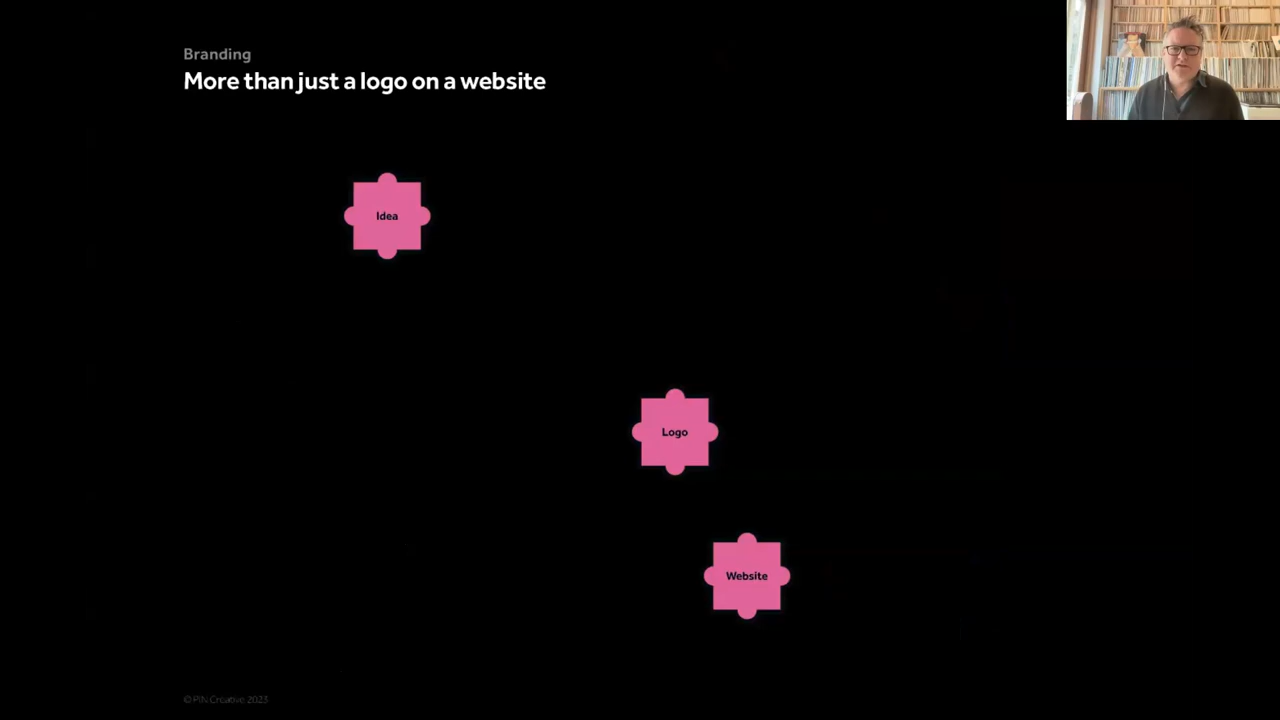 Branding
More than just a logo on a website
Idea
Logo
Website
© PIN Creative 2023